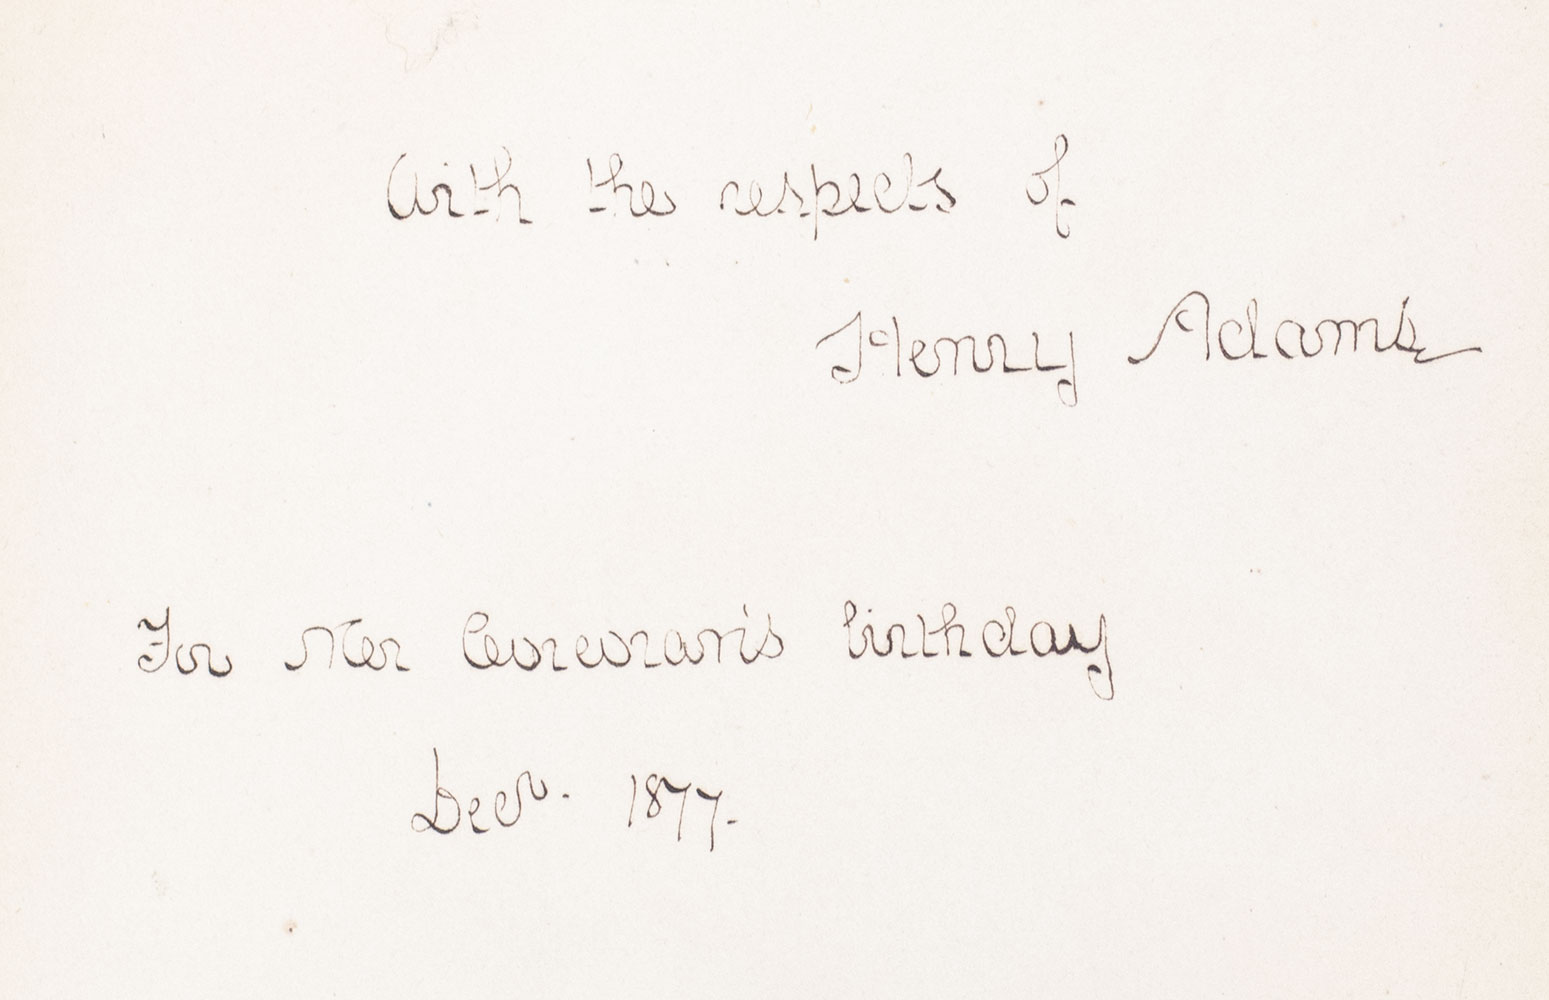 With the respects of
Henry Adams
For Mr Corcoran's birthday
Decr. 1877.